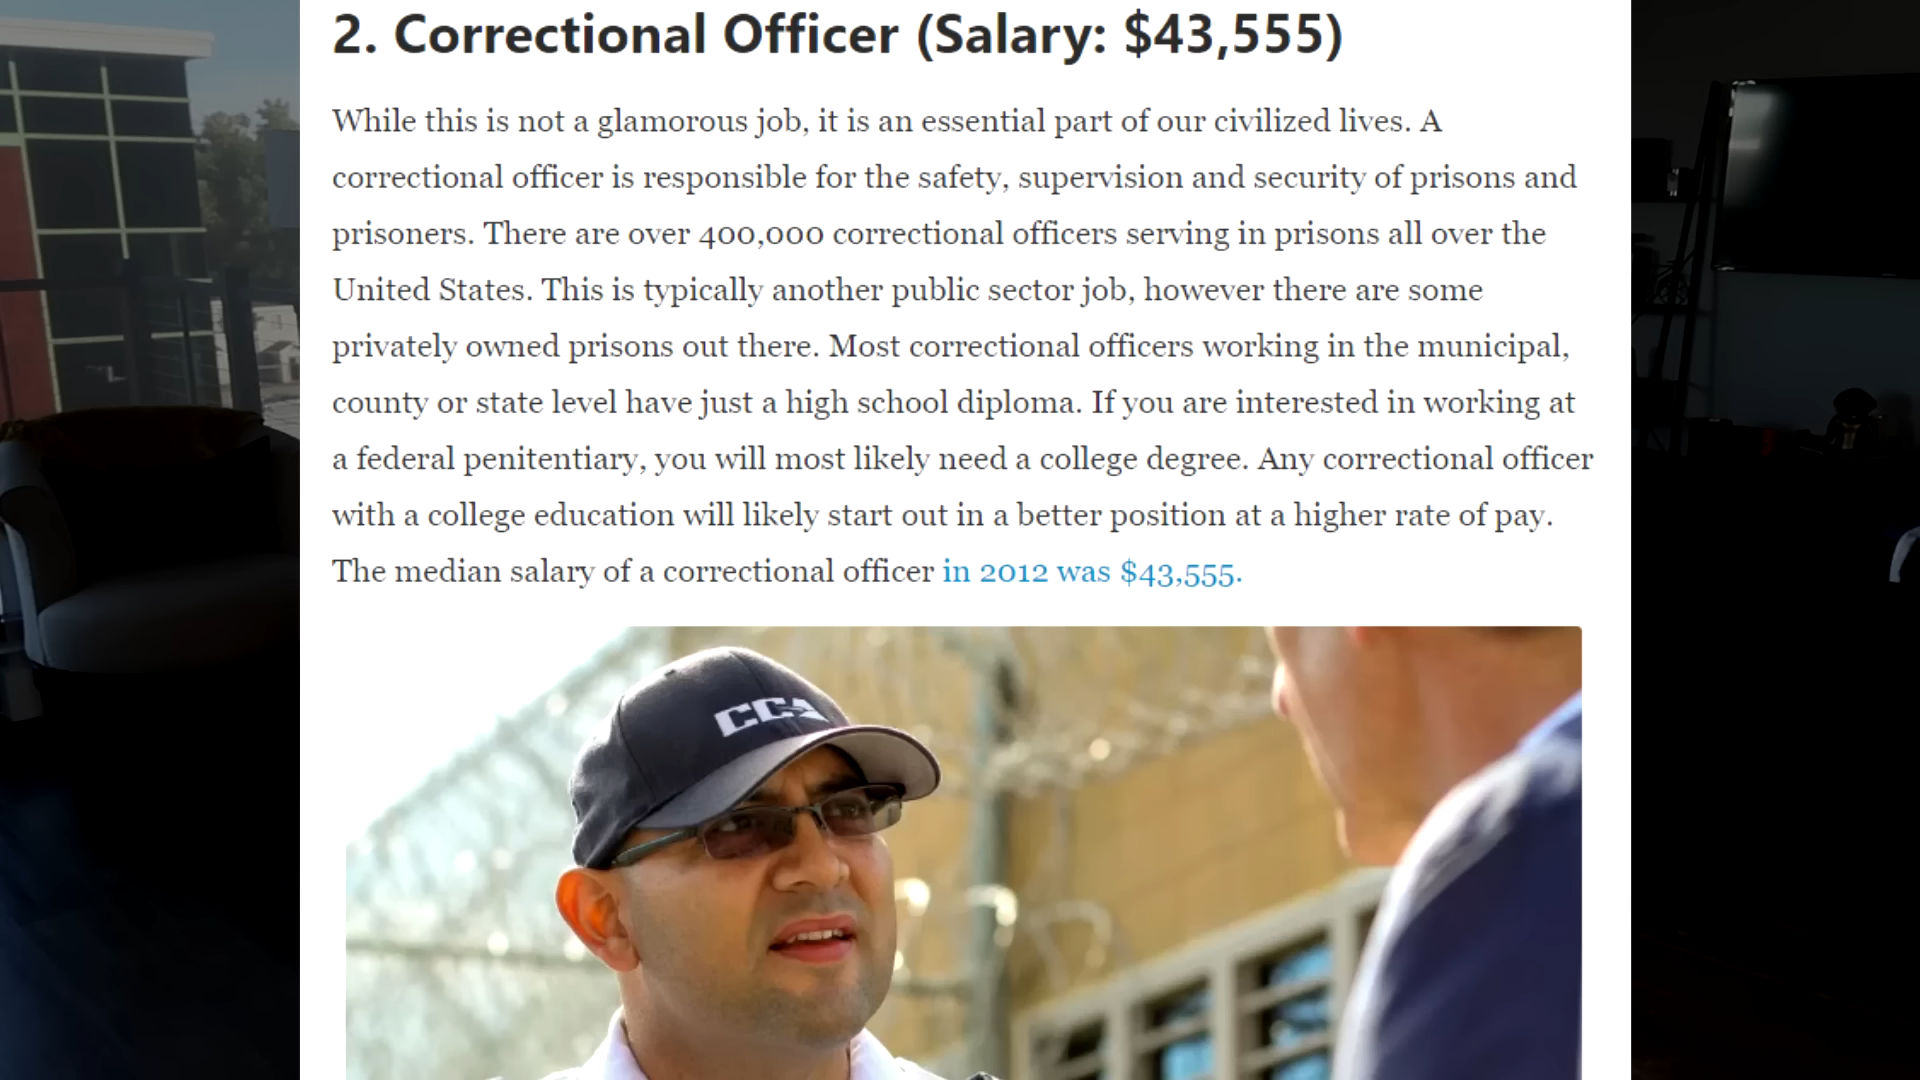 2. Correctional Officer (Salary: $43,555)
While this is not a glamorous job, it is an essential part of our civilized lives. A
correctional officer is responsible for the safety, supervision and security of prisons and
prisoners. There are over 400,000 correctional officers serving in prisons all over the
United States. This is typically another public sector job, however there are some
privately owned prisons out there. Most correctional officers working in the municipal,
county or state level have just a high school diploma. If you are interested in working at
a federal penitentiary, you will most likely need a college degree. Any correctional officer
with a college education will likely start out in a better position at a higher rate of pay.
The median salary of a correctional officer in 2012 was $43,555.
CCA